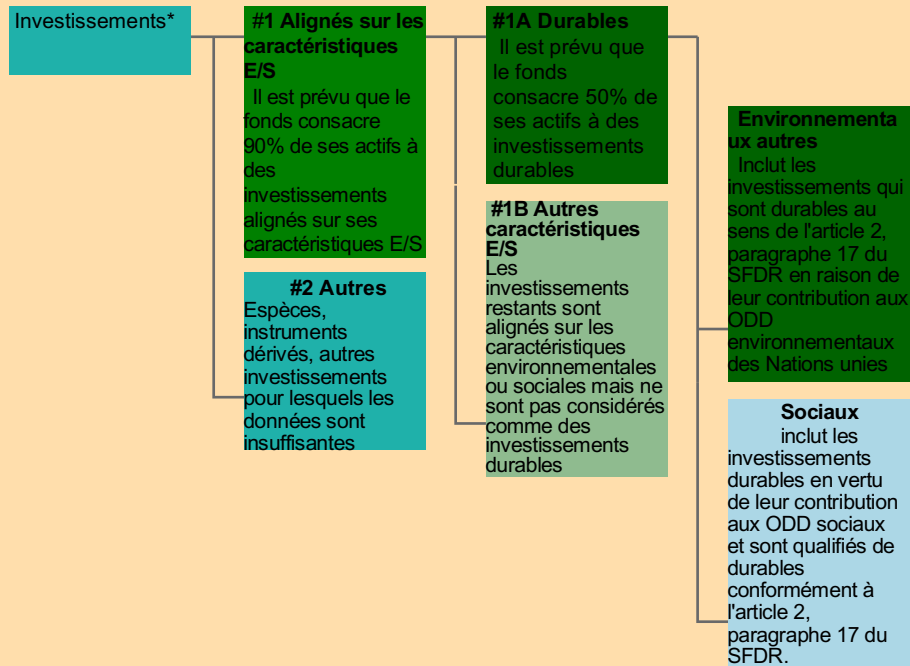 Investissements*
#1 Alignés sur les
caractéristiques
E/S
Il est prévu que le
fonds consacre
90% de ses actifs à
des
investissements
alignés sur ses
caractéristiques E/S
#2 Autres
Espèces,
instruments
dérivés, autres
investissements
pour lesquels les
données sont
insuffisantes
#1A Durables
Il est prévu que
le fonds
consacre 50% de
ses actifs à des
investissements
durables
#1B Autres
caractéristiques
E/S
Les
investissements
restants sont
alignés sur les
caractéristiques
environnementales
ou sociales mais ne
sont pas considérés
comme des
investissements
durables
Environnementa
ux autres
Inclut les
investissements qui
sont durables au
sens de l'article 2,
paragraphe 17 du
SFDR en raison de
leur contribution aux
ODD
environnementaux
des Nations unies
Sociaux
inclut les
investissements
durables en vertu
de leur contribution
aux ODD sociaux
et sont qualifiés de
durables
conformément à
l'article 2,
paragraphe 17 du
SFDR.